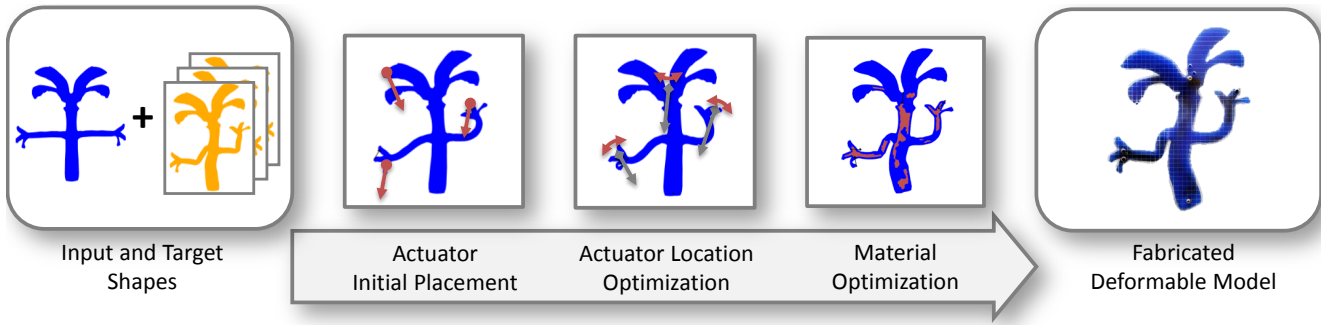 +
Input and Target
Shapes
Actuator
Initial Placement
Actuator Location
Optimization
Material
Optimization
Fabricated
Deformable Model